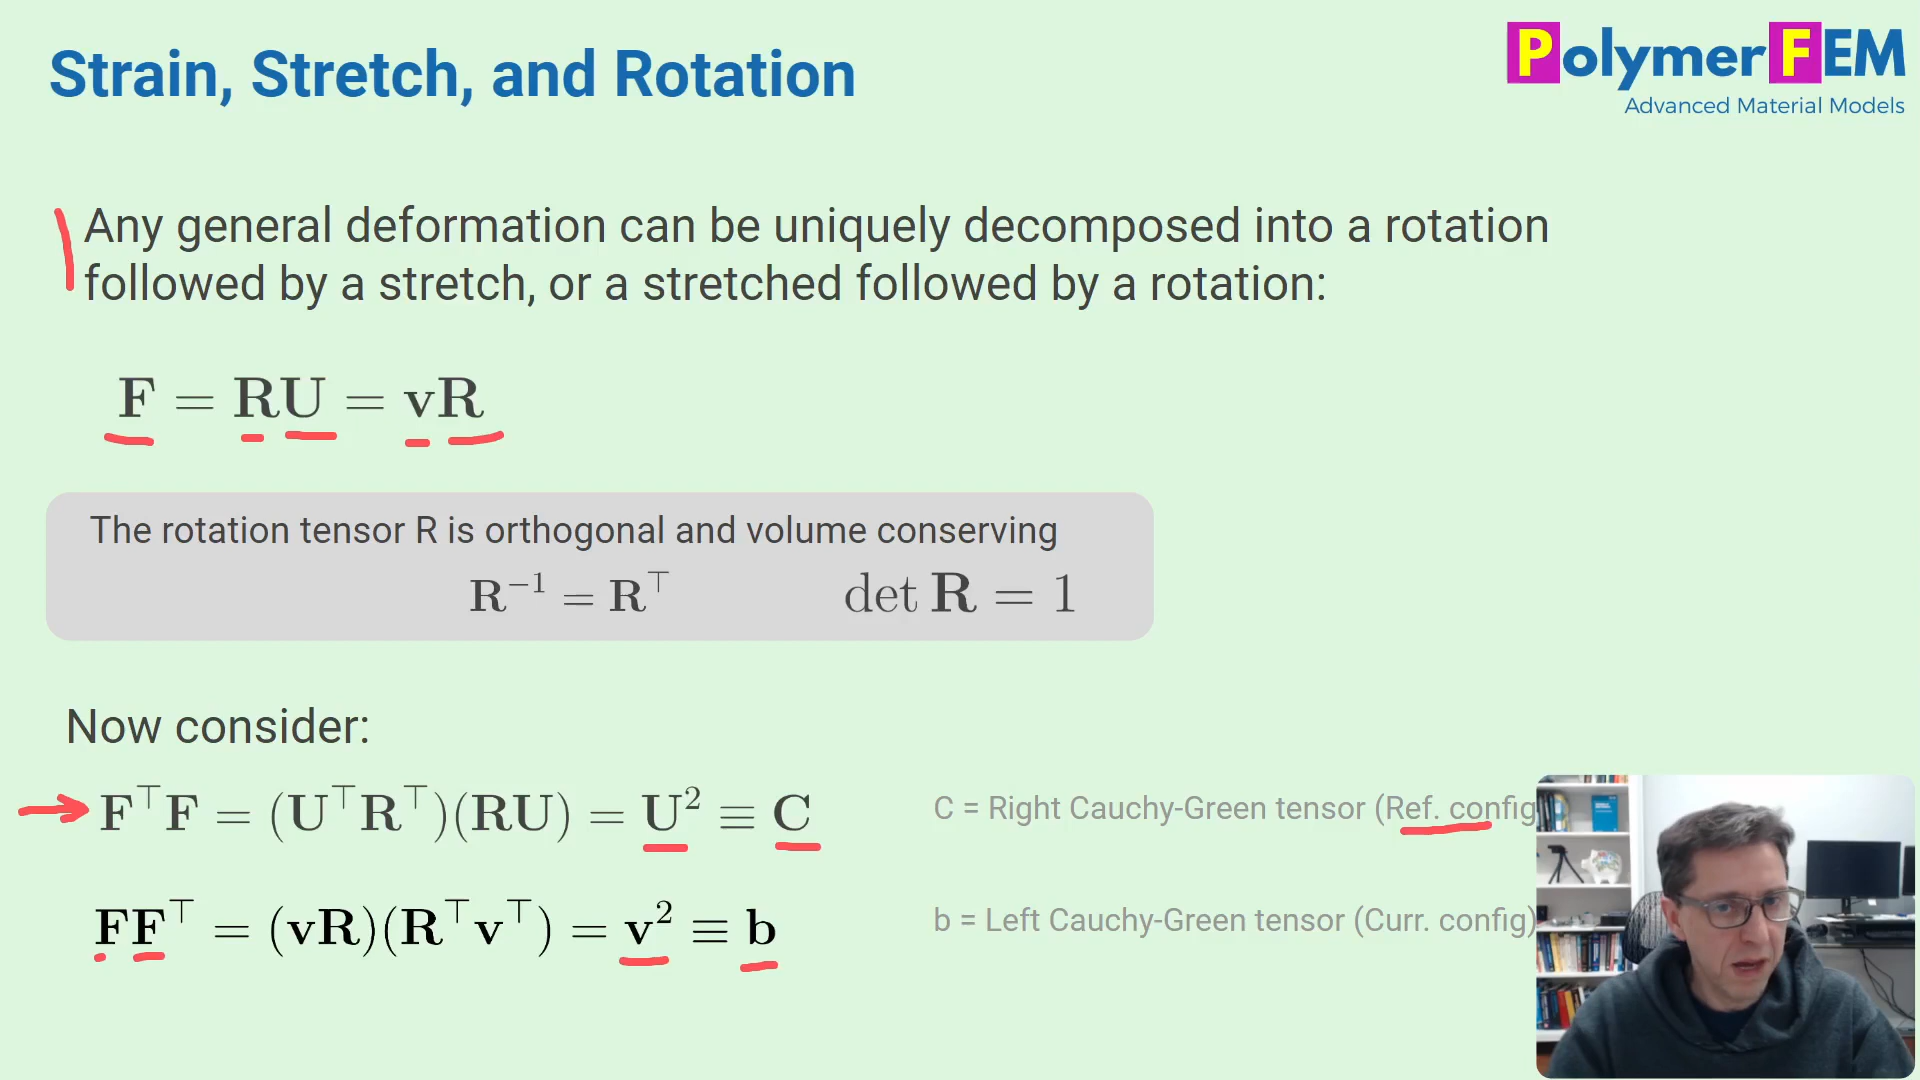 Strain, Stretch, and Rotation
PolymerFEM
Advanced Material Models
Any general deformation can be uniquely decomposed into a rotation
followed by a stretch, or a stretched followed by a rotation:
F = RU = vR
The rotation tensor R is orthogonal and volume conserving
R⁻¹ = R⊤ det R = 1
Now consider:
F⊤F = (U⊤R⊤)(RU) = U² ≡ C
C = Right Cauchy-Green tensor (Ref. config
FF⊤ = (vR)(R⊤v⊤) = v² ≡ b
b = Left Cauchy-Green tensor (Curr. config)